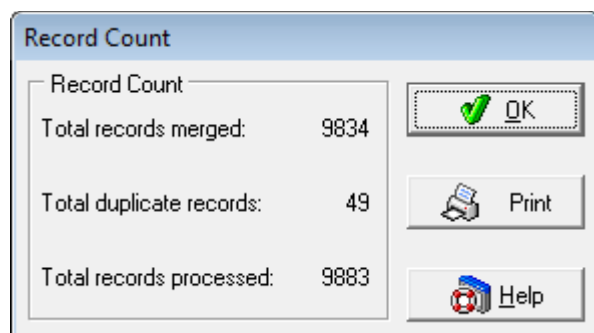 Record Count
Record Count
Total records merged: 9834
OK
Total duplicate records: 49
Print
Total records processed: 9883
Help